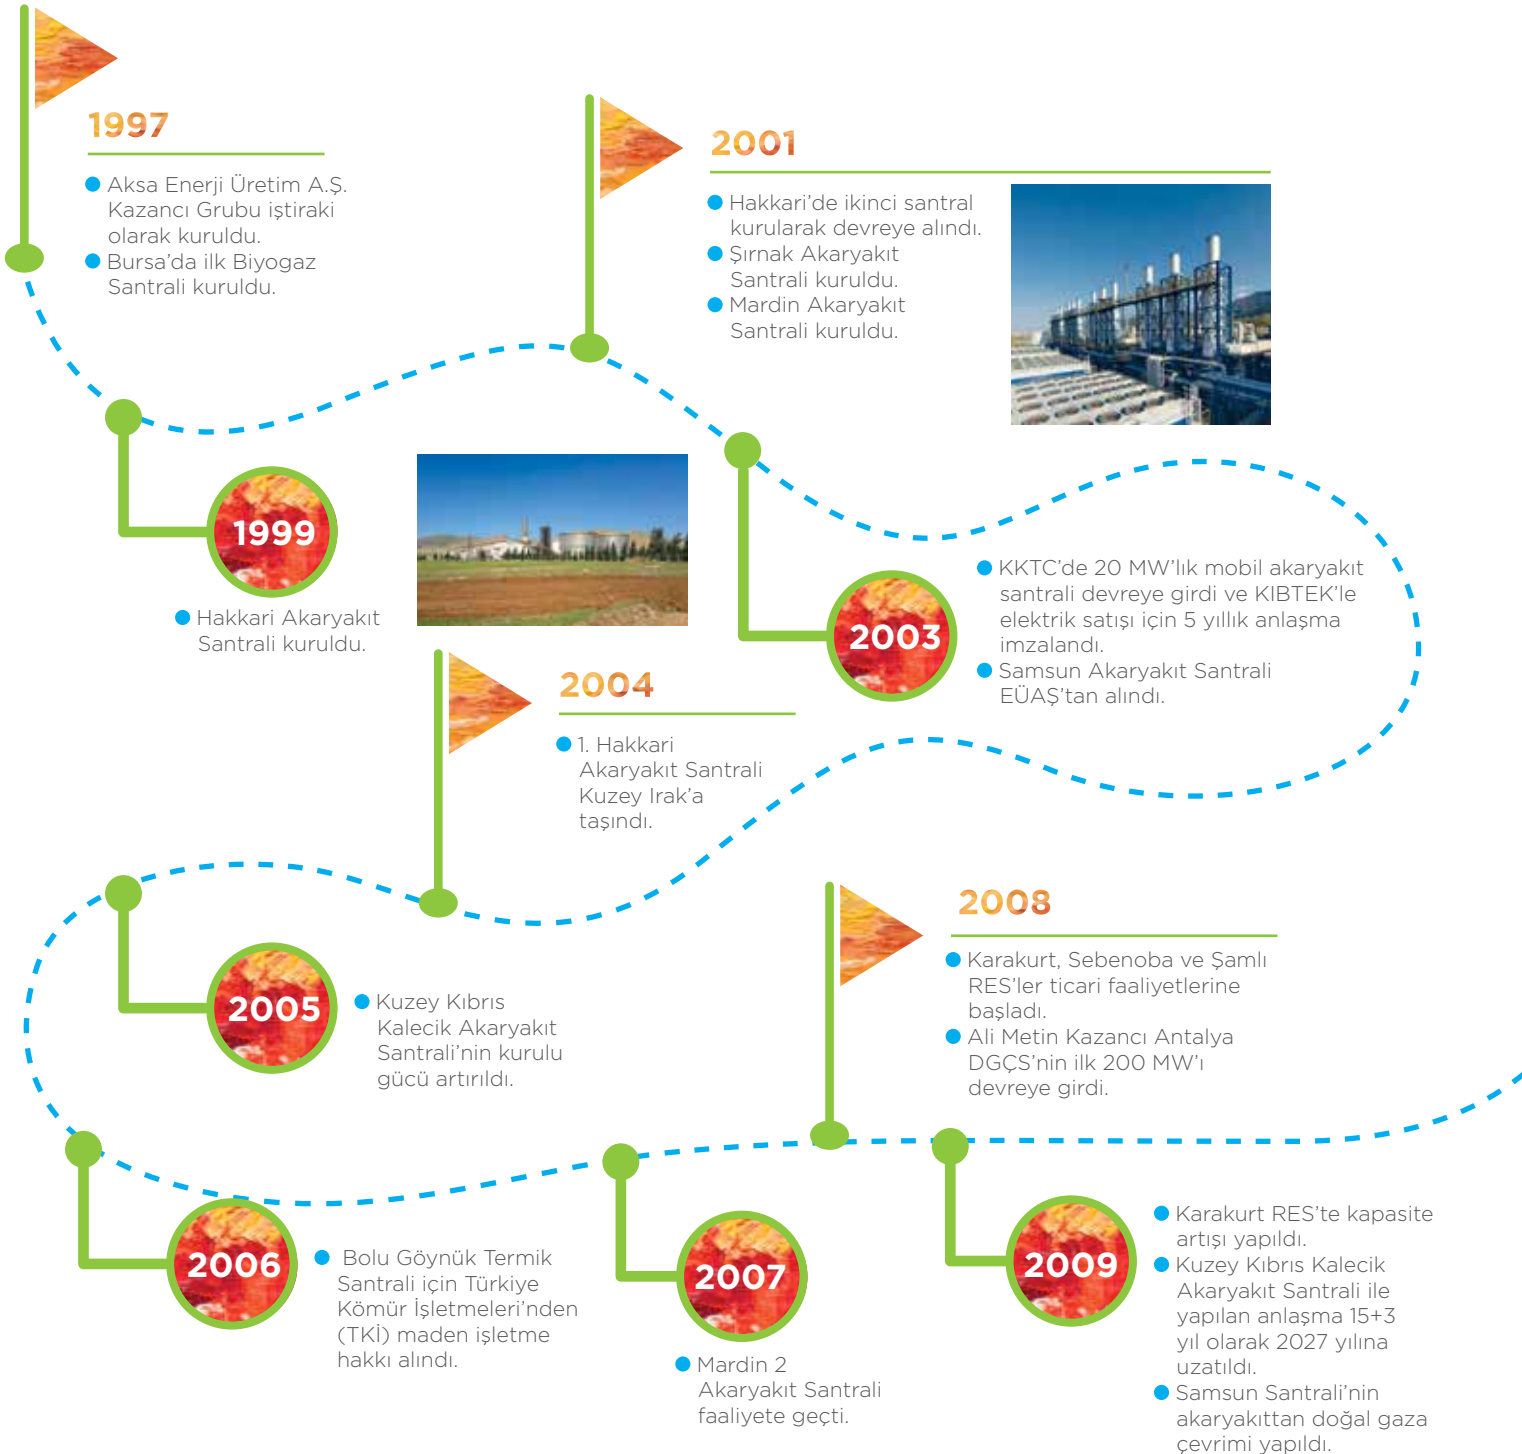 1997
Aksa Enerji Üretim A.Ş.
Kazancı Grubu iştiraki
olarak kuruldu.
Bursa’da ilk Biyogaz
Santrali kuruldu.
1999
Hakkari Akaryakıt
Santrali kuruldu.
2001
Hakkari’de ikinci santral
kurularak devreye alındı.
Şırnak Akaryakıt
Santrali kuruldu.
Mardin Akaryakıt
Santrali kuruldu.
2003
KKTC’de 20 MW’lık mobil akaryakıt
santrali devreye girdi ve KIBTEK’le
elektrik satışı için 5 yıllık anlaşma
imzalandı.
Samsun Akaryakıt Santrali
EÜAŞ’tan alındı.
2004
1. Hakkari
Akaryakıt Santrali
Kuzey Irak’a
taşındı.
2005
Kuzey Kıbrıs
Kalecik Akaryakıt
Santrali’nin kurulu
gücü artırıldı.
2006
Bolu Göynük Termik
Santrali için Türkiye
Kömür İşletmeleri’nden
(TKİ) maden işletme
hakkı alındı.
2007
Mardin 2
Akaryakıt Santrali
faaliyete geçti.
2008
Karakurt, Sebenoba ve Şamlı
RES’ler ticari faaliyetlerine
başladı.
Ali Metin Kazancı Antalya
DGÇS’nin ilk 200 MW’ı
devreye girdi.
2009
Karakurt RES’te kapasite
artışı yapıldı.
Kuzey Kıbrıs Kalecik
Akaryakıt Santrali ile
yapılan anlaşma 15+3
yıl olarak 2027 yılına
uzatıldı.
Samsun Santrali’nin
akaryakıttan doğal gaza
çevrimi yapıldı.